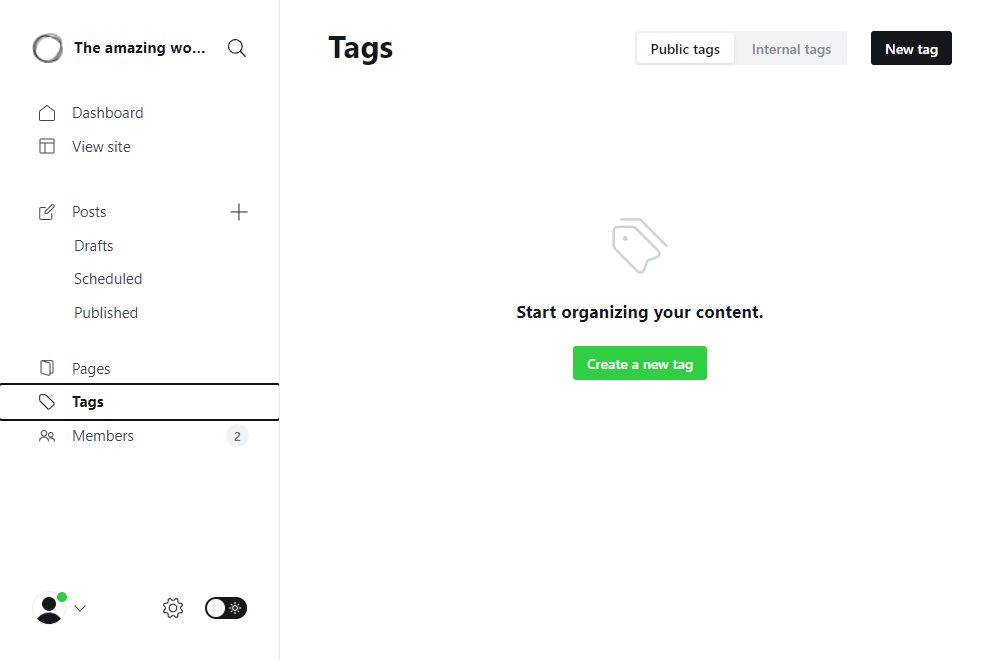 The amazing wo...
Dashboard
View site
Posts
Drafts
Scheduled
Published
Pages
Tags
Members 2
Tags
Public tags Internal tags New tag
Start organizing your content.
Create a new tag